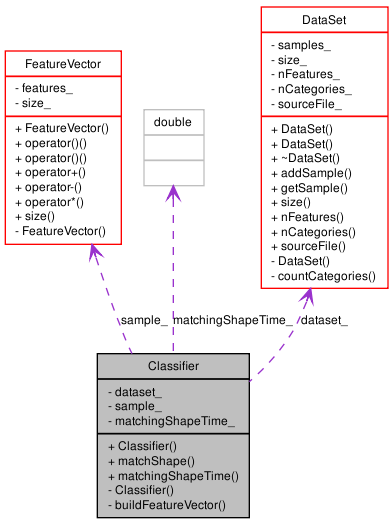 DataSet
- samples_
- size_
- nFeatures_
- nCategories_
- sourceFile_
+ DataSet()
+ DataSet()
+ ~DataSet()
+ addSample()
+ getSample()
+ size()
+ nFeatures()
+ nCategories()
+ sourceFile()
- DataSet()
- countCategories()
FeatureVector
- features_
- size_
+ FeatureVector()
+ operator()()
+ operator()()
+ operator+()
+ operator-()
+ operator*()
+ size()
- FeatureVector()
double
sample_
matchingShapeTime_
dataset_
Classifier
- dataset_
- sample_
- matchingShapeTime_
+ Classifier()
+ matchShape()
+ matchingShapeTime()
- Classifier()
- buildFeatureVector()